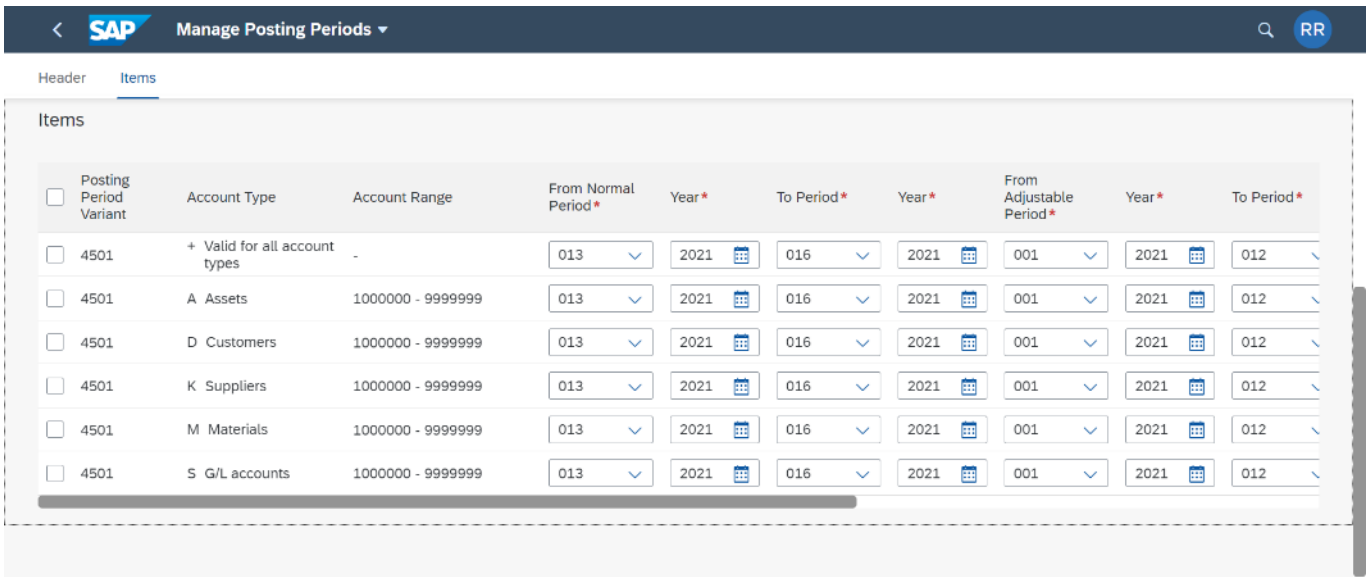 SAP Manage Posting Periods RR
Header Items
Items
Posting Period Variant Account Type Account Range From Normal Period* Year* To Period* Year* From Adjustable Period* Year* To Period*
4501 + Valid for all account types - 013 2021 016 2021 001 2021 012
4501 A Assets 1000000 - 9999999 013 2021 016 2021 001 2021 012
4501 D Customers 1000000 - 9999999 013 2021 016 2021 001 2021 012
4501 K Suppliers 1000000 - 9999999 013 2021 016 2021 001 2021 012
4501 M Materials 1000000 - 9999999 013 2021 016 2021 001 2021 012
4501 S G/L accounts 1000000 - 9999999 013 2021 016 2021 001 2021 012